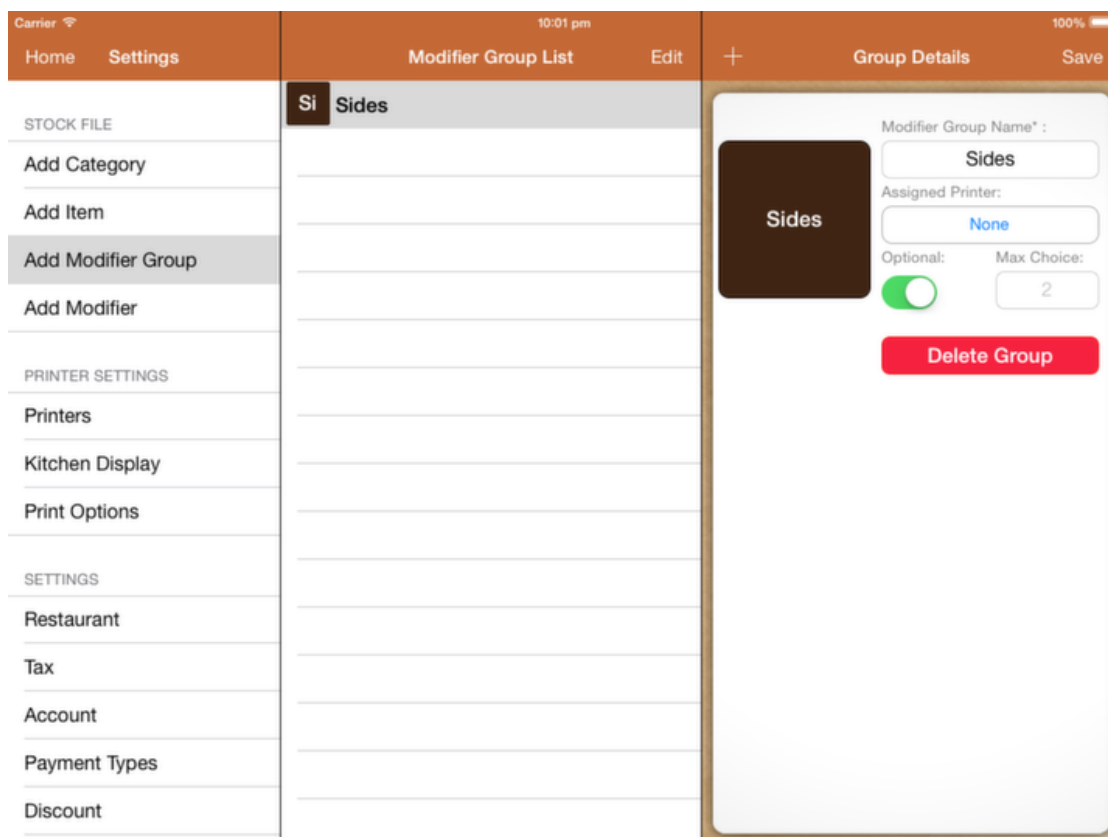 Carrier 10:01 pm 100%
Home Settings
Modifier Group List Edit
+ Group Details Save
STOCK FILE
Add Category
Add Item
Add Modifier Group
Add Modifier
PRINTER SETTINGS
Printers
Kitchen Display
Print Options
SETTINGS
Restaurant
Tax
Account
Payment Types
Discount
Si Sides
Sides
Modifier Group Name* :
Sides
Assigned Printer:
None
Optional: Max Choice:
2
Delete Group